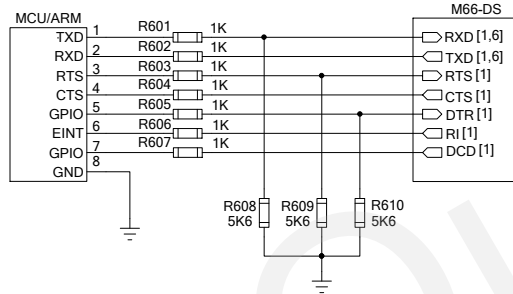 MCU/ARM M66-DS
TXD 1 R601 1K RXD [1,6]
RXD 2 R602 1K TXD [1,6]
RTS 3 R603 1K RTS [1]
CTS 4 R604 1K CTS [1]
GPIO 5 R605 1K DTR [1]
EINT 6 R606 1K RI [1]
GPIO 7 R607 1K DCD [1]
GND 8
R608 R609 R610
5K6 5K6 5K6